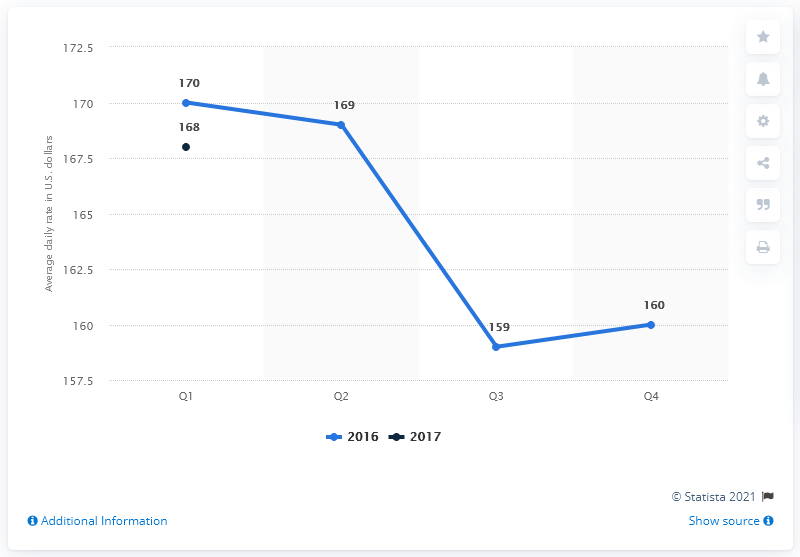 172.5
170
167.5
165
162.5
160
157.5
Average daily rate in U.S. dollars
170
168
169
159
160
Q1 Q2 Q3 Q4
2016 2017
© Statista 2021
Additional Information
Show source